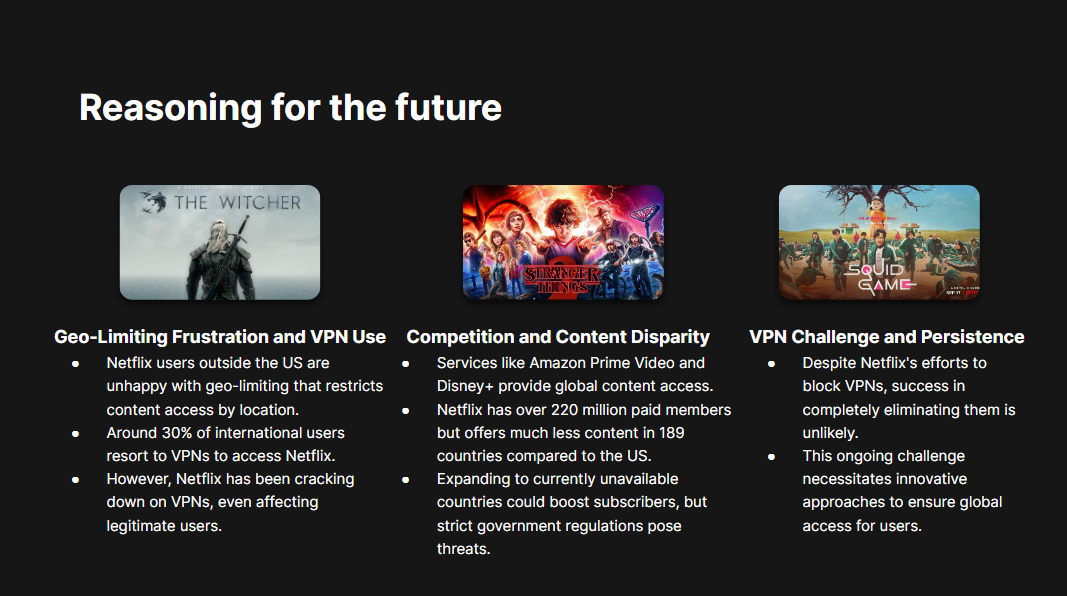 Reasoning for the future
THE WITCHER
STRANGER
THINGS
2
SQUID
GAME
Geo-Limiting Frustration and VPN Use
• Netflix users outside the US are
unhappy with geo-limiting that restricts
content access by location.
• Around 30% of international users
resort to VPNs to access Netflix.
• However, Netflix has been cracking
down on VPNs, even affecting
legitimate users.
Competition and Content Disparity
• Services like Amazon Prime Video and
Disney+ provide global content access.
• Netflix has over 220 million paid members
but offers much less content in 189
countries compared to the US.
• Expanding to currently unavailable
countries could boost subscribers, but
strict government regulations pose
threats.
VPN Challenge and Persistence
• Despite Netflix's efforts to
block VPNs, success in
completely eliminating them is
unlikely.
• This ongoing challenge
necessitates innovative
approaches to ensure global
access for users.